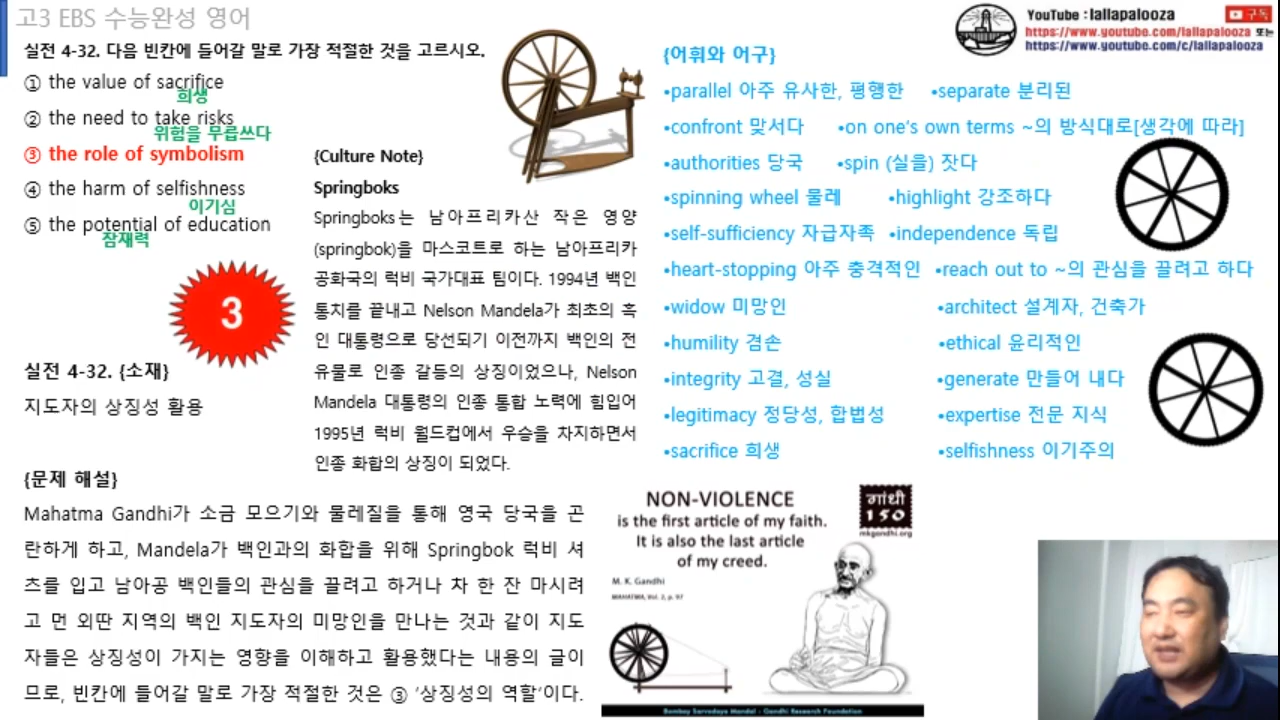 고3 EBS 수능완성 영어
실전 4-32. 다음 빈칸에 들어갈 말로 가장 적절한 것을 고르시오.
① the value of sacrifice
희생
② the need to take risks
위험을 무릅쓰다
③ the role of symbolism
④ the harm of selfishness
이기심
⑤ the potential of education
잠재력
3
실전 4-32. {소재}
지도자의 상징성 활용
{Culture Note}
Springboks
Springboks는 남아프리카산 작은 영양
(springbok)을 마스코트로 하는 남아프리카
공화국의 럭비 국가대표 팀이다. 1994년 백인
통치를 끝내고 Nelson Mandela가 최초의 흑
인 대통령으로 당선되기 이전까지 백인의 전
유물로 인종 갈등의 상징이었으나, Nelson
Mandela 대통령의 인종 통합 노력에 힘입어
1995년 럭비 월드컵에서 우승을 차지하면서
인종 화합의 상징이 되었다.
{문제 해설}
Mahatma Gandhi가 소금 모으기와 물레질을 통해 영국 당국을 곤
란하게 하고, Mandela가 백인과의 화합을 위해 Springbok 럭비 셔
츠를 입고 남아공 백인들의 관심을 끌려고 하거나 차 한 잔 마시려
고 먼 외딴 지역의 백인 지도자의 미망인을 만나는 것과 같이 지도
자들은 상징성이 가지는 영향을 이해하고 활용했다는 내용의 글이
므로, 빈칸에 들어갈 말로 가장 적절한 것은 ③ ‘상징성의 역할’이다.
YouTube : lallapalooza
구독
https://www.youtube.com/lallapalooza 또는
https://www.youtube.com/c/lallapalooza
{어휘와 어구}
•parallel 아주 유사한, 평행한 •separate 분리된
•confront 맞서다 •on one's own terms ~의 방식대로[생각에 따라]
•authorities 당국 •spin (실을) 잣다
•spinning wheel 물레 •highlight 강조하다
•self-sufficiency 자급자족 •independence 독립
•heart-stopping 아주 충격적인 •reach out to ~의 관심을 끌려고 하다
•widow 미망인 •architect 설계자, 건축가
•humility 겸손 •ethical 윤리적인
•integrity 고결, 성실 •generate 만들어 내다
•legitimacy 정당성, 합법성 •expertise 전문 지식
•sacrifice 희생 •selfishness 이기주의
NON-VIOLENCE
is the first article of my faith.
It is also the last article
of my creed.
M. K. Gandhi
MAHATMA, Vol. 2, p. 97
गांधी
150
mkgandhi.org
Bombay Sarvodaya Mandal : Gandhi Research Foundation